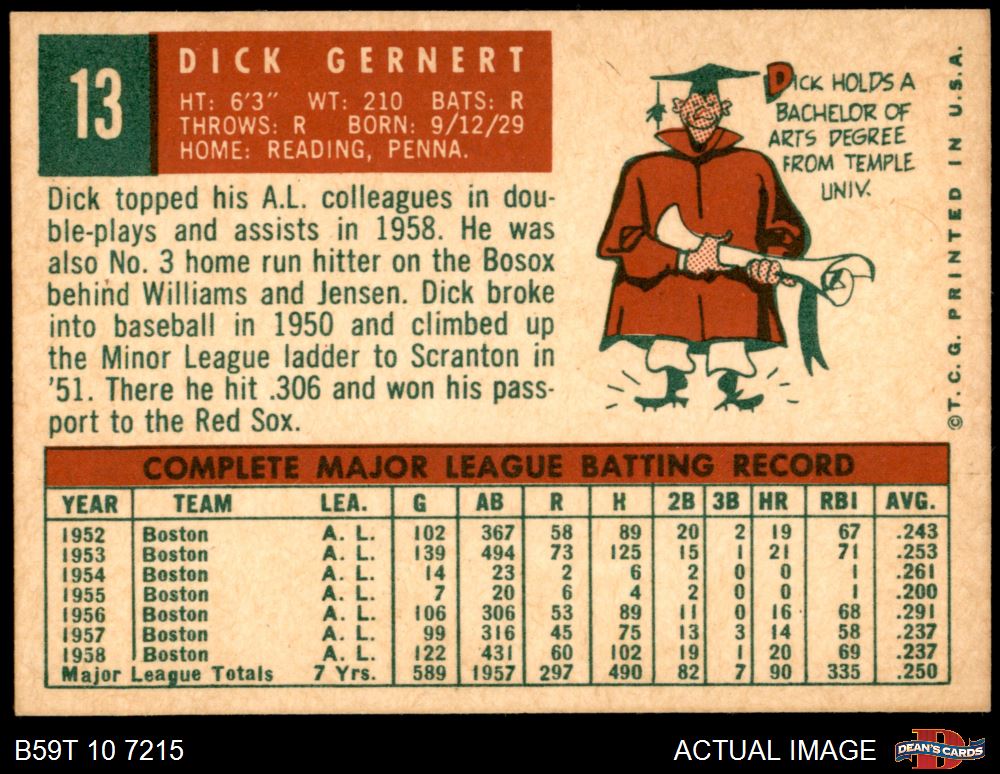 13
DICK GERNERT
HT: 6'3" WT: 210 BATS: R
THROWS: R BORN: 9/12/29
HOME: READING, PENNA.
Dick topped his A.L. colleagues in dou-
ble-plays and assists in 1958. He was
also No. 3 home run hitter on the Bosox
behind Williams and Jensen. Dick broke
into baseball in 1950 and climbed up
the Minor League ladder to Scranton in
'51. There he hit .306 and won his pass-
port to the Red Sox.
DICK HOLDS A
BACHELOR OF
ARTS DEGREE
FROM TEMPLE
UNIV.
©T.C.G. PRINTED IN U.S.A.
COMPLETE MAJOR LEAGUE BATTING RECORD
YEAR TEAM LEA. G AB R H 2B 3B HR RBI AVG.
1952 Boston A. L. 102 367 58 89 20 2 19 67 .243
1953 Boston A. L. 139 494 73 125 15 1 21 71 .253
1954 Boston A. L. 14 23 2 6 2 0 0 1 .261
1955 Boston A. L. 7 20 6 4 2 0 0 1 .200
1956 Boston A. L. 106 306 53 89 11 0 16 68 .291
1957 Boston A. L. 99 316 45 75 13 3 14 58 .237
1958 Boston A. L. 122 431 60 102 19 1 20 69 .237
Major League Totals 7 Yrs. 589 1957 297 490 82 7 90 335 .250
B59T 10 7215
ACTUAL IMAGE
D
DEAN'S CARDS